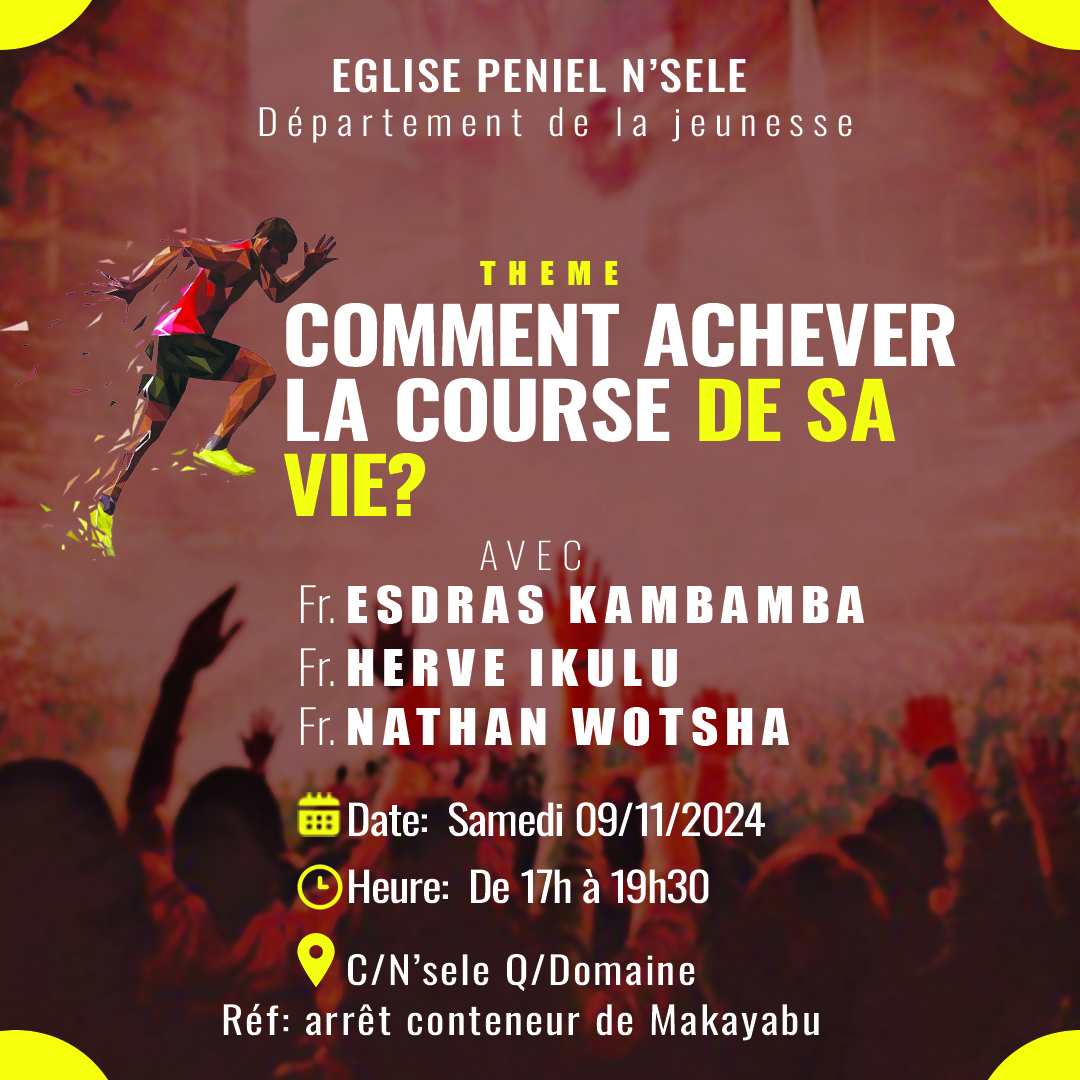 EGLISE PENIEL N’SELE
Département de la jeunesse
THEME
COMMENT ACHEVER
LA COURSE DE SA
VIE?
AVEC
Fr. ESDRAS KAMBAMBA
Fr. HERVE IKULU
Fr. NATHAN WOTSHA
Date: Samedi 09/11/2024
Heure: De 17h à 19h30
C/N’sele Q/Domaine
Réf: arrêt conteneur de Makayabu